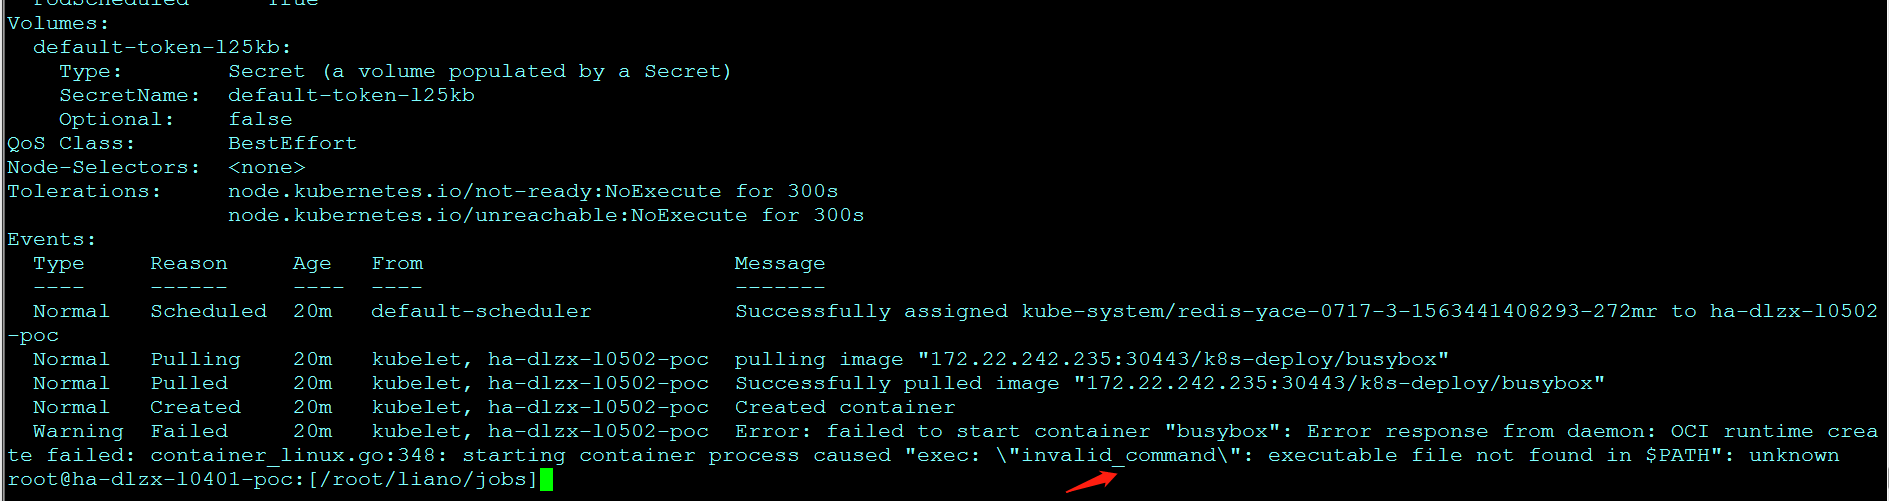 PodScheduled      True
Volumes:
  default-token-l25kb:
    Type:        Secret (a volume populated by a Secret)
    SecretName:  default-token-l25kb
    Optional:    false
QoS Class:       BestEffort
Node-Selectors:  <none>
Tolerations:     node.kubernetes.io/not-ready:NoExecute for 300s
                 node.kubernetes.io/unreachable:NoExecute for 300s
Events:
  Type     Reason     Age   From                        Message
  ----     ------     ----  ----                        -------
  Normal   Scheduled  20m   default-scheduler           Successfully assigned kube-system/redis-yace-0717-3-1563441408293-272mr to ha-dlzx-l0502
-poc
  Normal   Pulling    20m   kubelet, ha-dlzx-l0502-poc  pulling image "172.22.242.235:30443/k8s-deploy/busybox"
  Normal   Pulled     20m   kubelet, ha-dlzx-l0502-poc  Successfully pulled image "172.22.242.235:30443/k8s-deploy/busybox"
  Normal   Created    20m   kubelet, ha-dlzx-l0502-poc  Created container
  Warning  Failed     20m   kubelet, ha-dlzx-l0502-poc  Error: failed to start container "busybox": Error response from daemon: OCI runtime crea
te failed: container_linux.go:348: starting container process caused "exec: \"invalid_command\": executable file not found in $PATH": unknown
root@ha-dlzx-l0401-poc:[/root/liano/jobs]